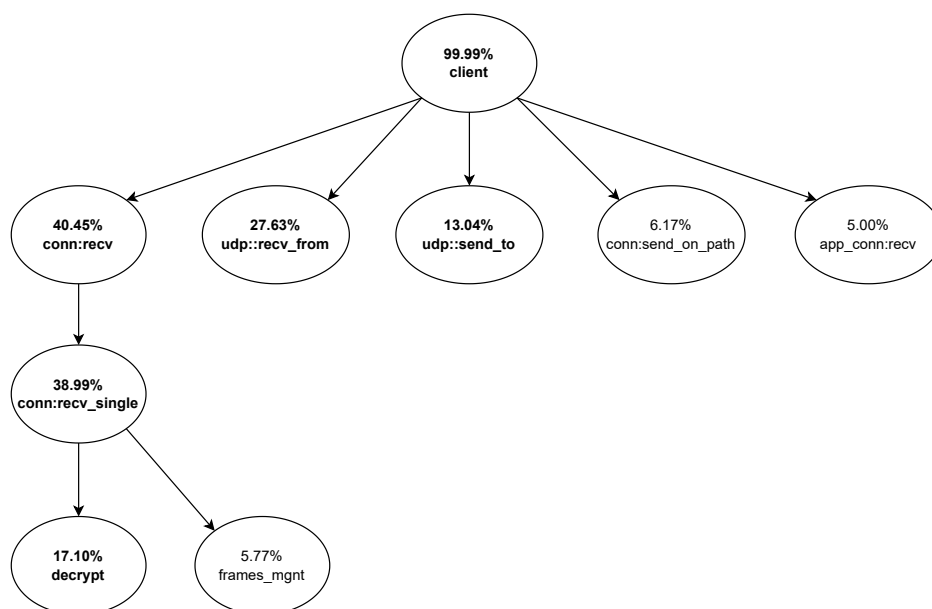 99.99%
client
40.45%
conn:recv
27.63%
udp::recv_from
13.04%
udp::send_to
6.17%
conn:send_on_path
5.00%
app_conn:recv
38.99%
conn:recv_single
17.10%
decrypt
5.77%
frames_mgnt